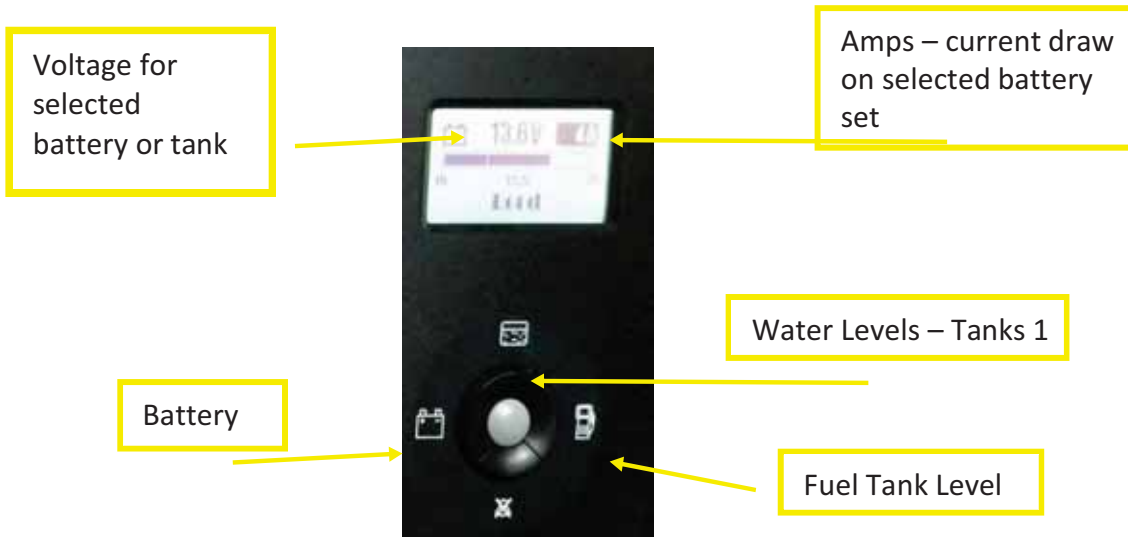 Voltage for
selected
battery or tank
Amps – current draw
on selected battery
set
13.8V
Water Levels – Tanks 1
Battery
Fuel Tank Level